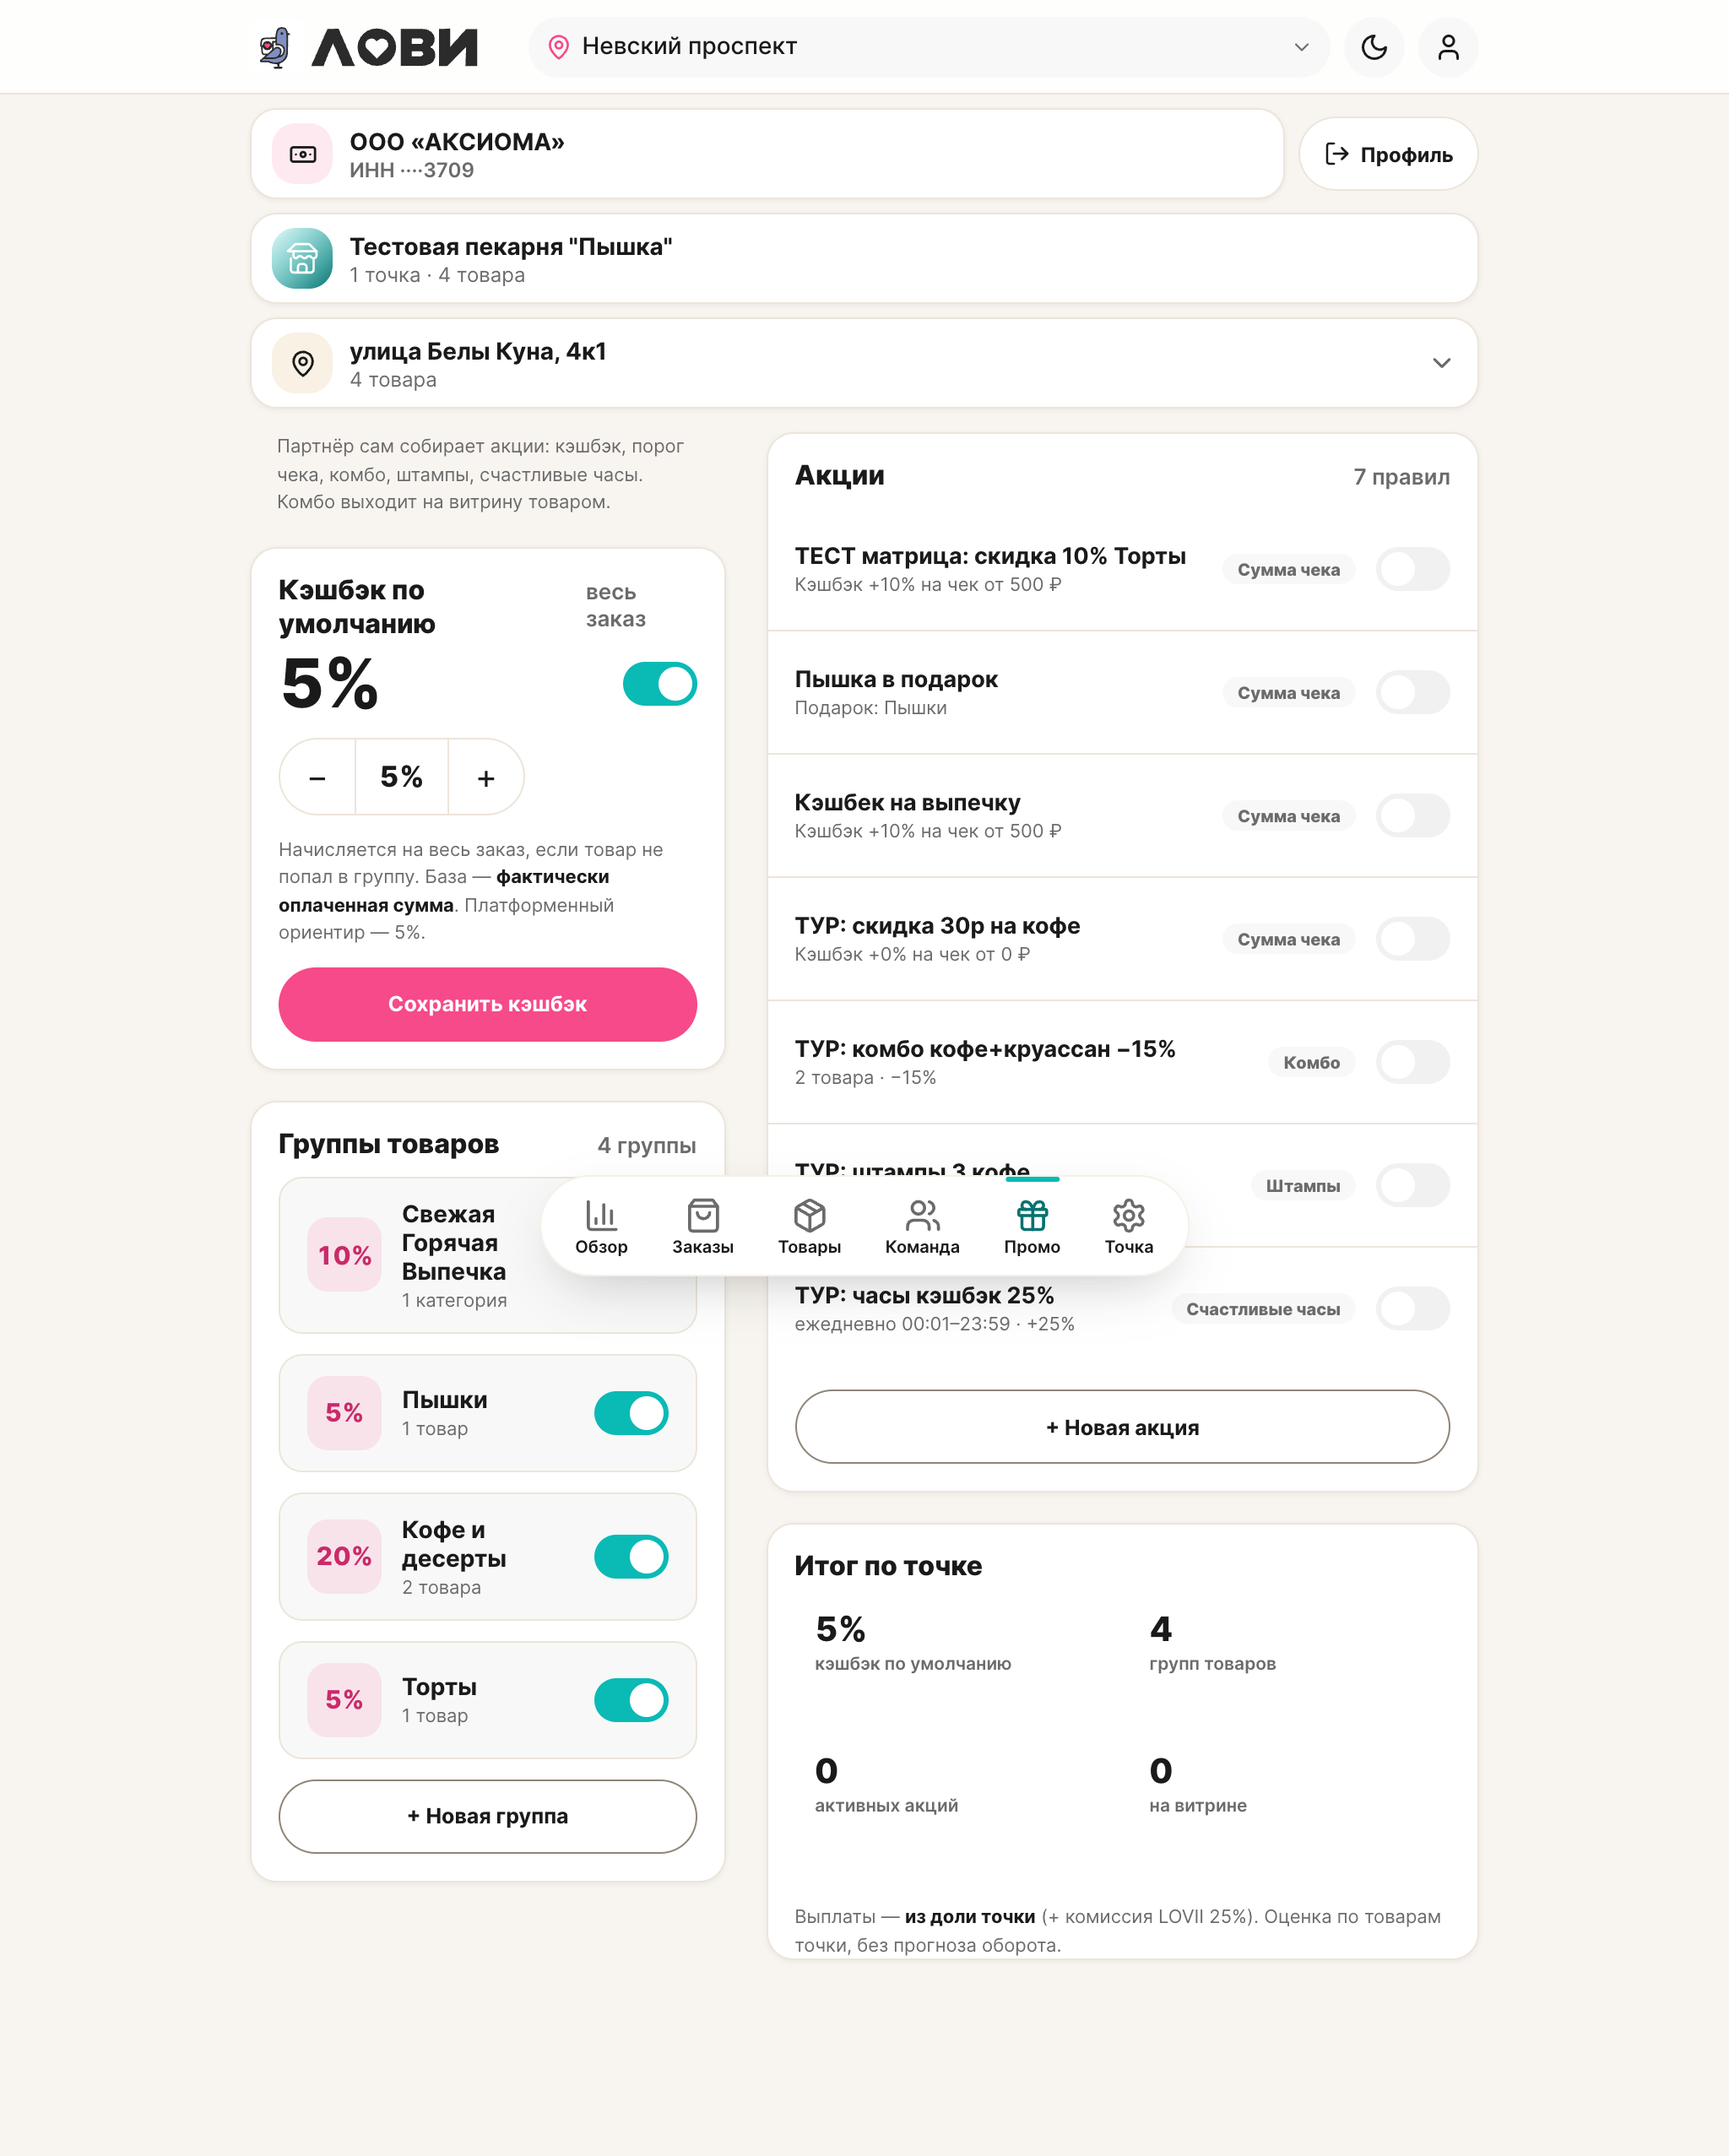 ЛОВИ
Невский проспект
ООО «АКСИОМА»
ИНН ····3709
Профиль
Тестовая пекарня "Пышка"
1 точка · 4 товара
улица Белы Куна, 4к1
4 товара
Партнёр сам собирает акции: кэшбэк, порог
чека, комбо, штампы, счастливые часы.
Комбо выходит на витрину товаром.
Кэшбэк по
умолчанию
весь
заказ
5%
– 5% +
Начисляется на весь заказ, если товар не
попал в группу. База — фактически
оплаченная сумма. Платформенный
ориентир — 5%.
Сохранить кэшбэк
Группы товаров
4 группы
10%
Свежая
Горячая
Выпечка
1 категория
5%
Пышки
1 товар
20%
Кофе и
десерты
2 товара
5%
Торты
1 товар
+ Новая группа
Акции
7 правил
ТЕСТ матрица: скидка 10% Торты
Кэшбэк +10% на чек от 500 ₽
Сумма чека
Пышка в подарок
Подарок: Пышки
Сумма чека
Кэшбек на выпечку
Кэшбэк +10% на чек от 500 ₽
Сумма чека
ТУР: скидка 30р на кофе
Кэшбэк +0% на чек от 0 ₽
Сумма чека
ТУР: комбо кофе+круассан −15%
2 товара · −15%
Комбо
ТУР: штампы 3 кофе
Штампы
ТУР: часы кэшбэк 25%
ежедневно 00:01–23:59 · +25%
Счастливые часы
+ Новая акция
Обзор
Заказы
Товары
Команда
Промо
Точка
Итог по точке
5%
кэшбэк по умолчанию
4
групп товаров
0
активных акций
0
на витрине
Выплаты — из доли точки (+ комиссия LOVII 25%). Оценка по товарам
точки, без прогноза оборота.